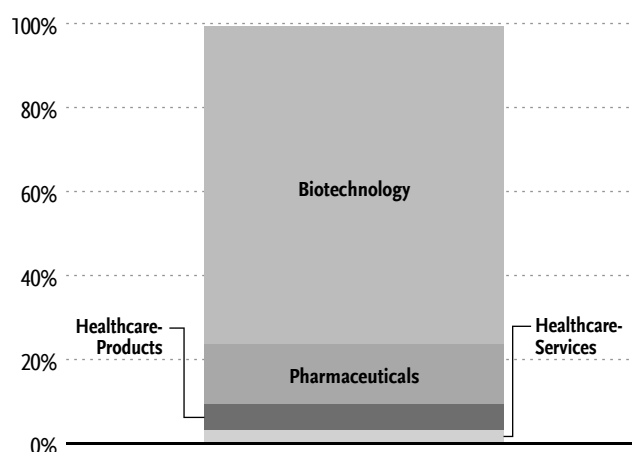 100%
80%
60%
Biotechnology
40%
Healthcare-
Products
Healthcare-
Services
20%
Pharmaceuticals
0%